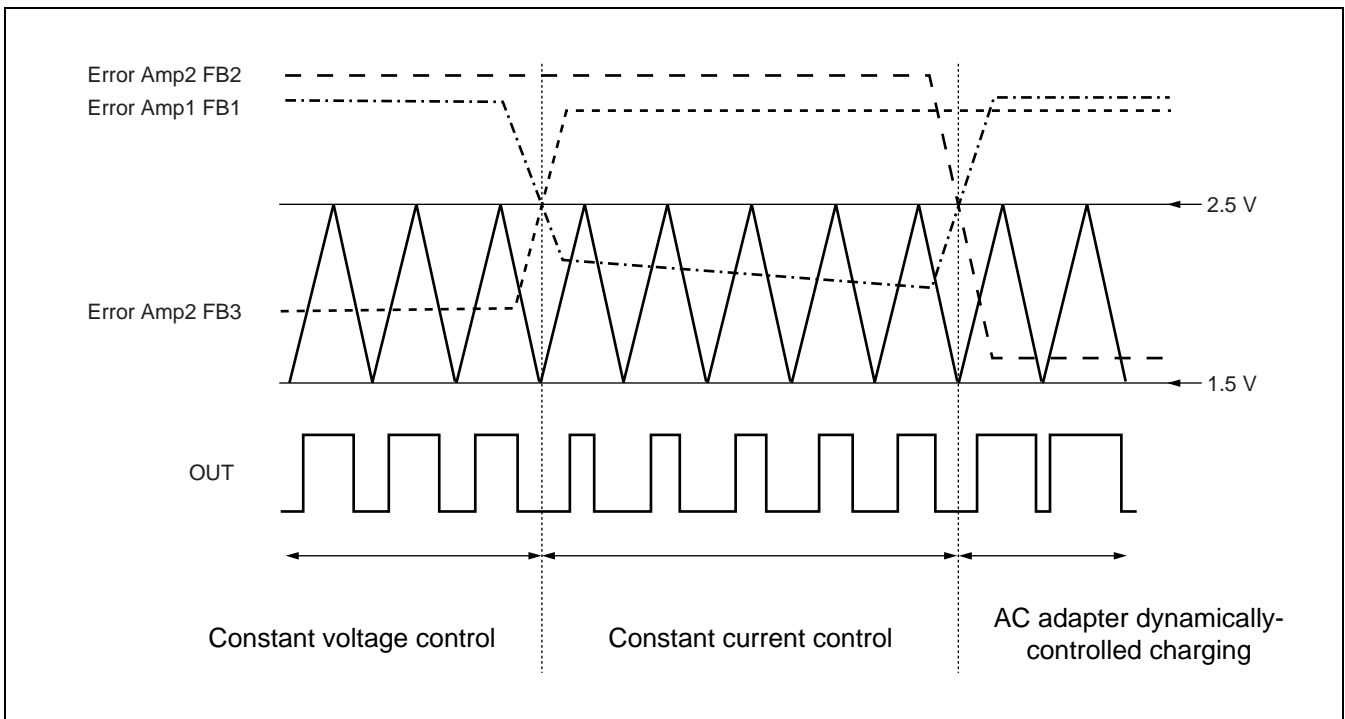 Error Amp2 FB2
Error Amp1 FB1
2.5 V
Error Amp2 FB3
1.5 V
OUT
Constant voltage control
Constant current control
AC adapter dynamically-
controlled charging